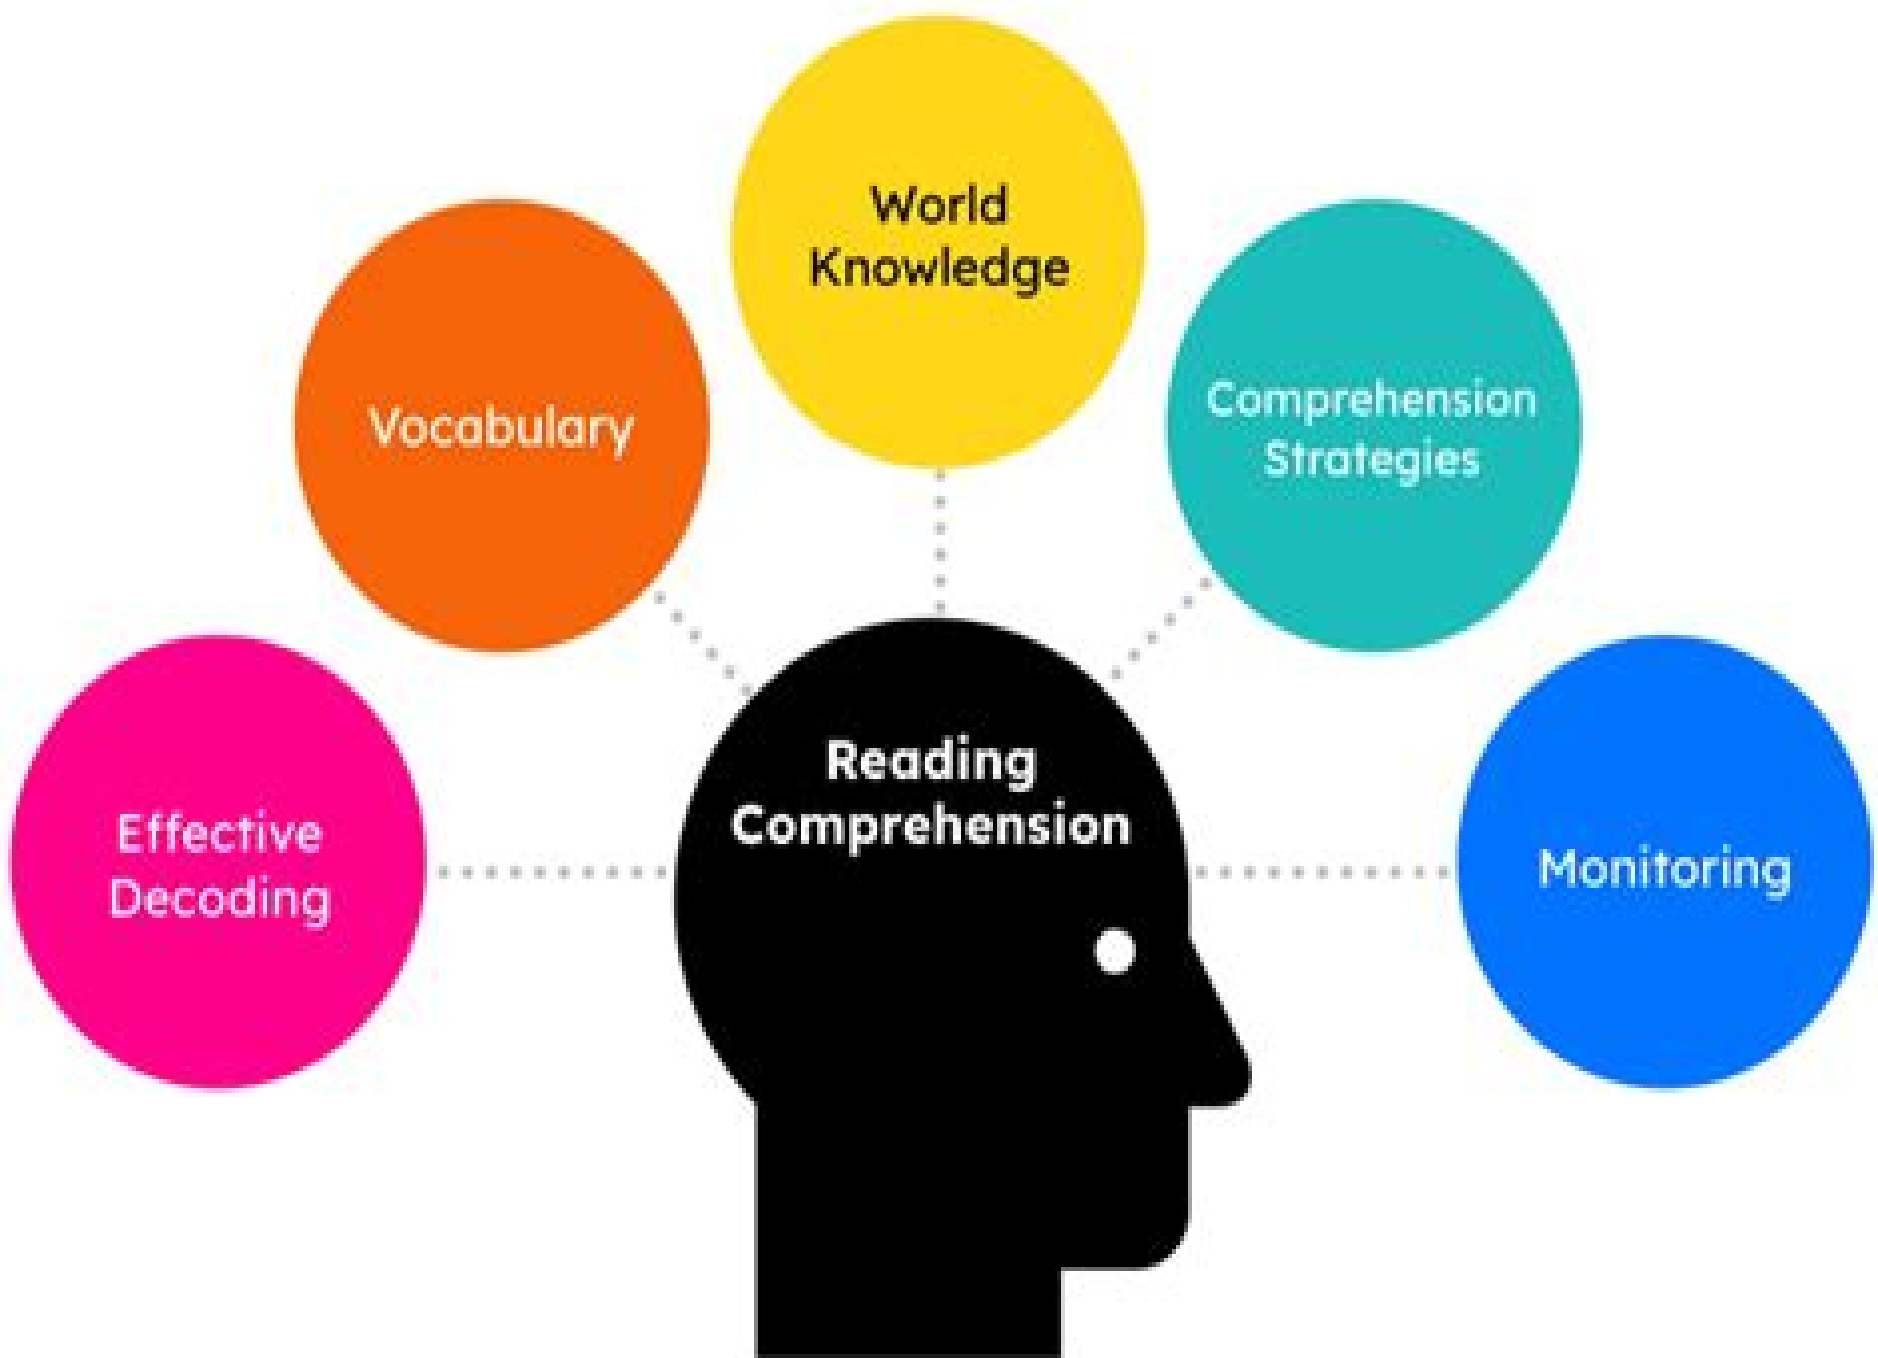 World
Knowledge
Vocabulary
Comprehension
Strategies
Effective
Decoding
Reading
Comprehension
Monitoring